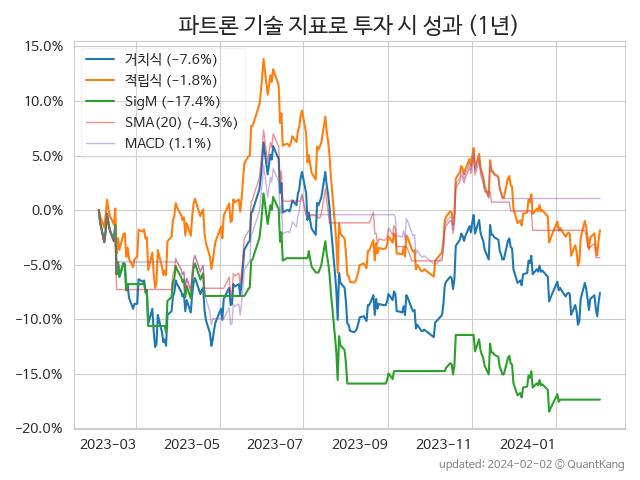 파트론 기술 지표로 투자 시 성과 (1년)
15.0%
10.0%
5.0%
0.0%
−5.0%
−10.0%
−15.0%
−20.0%
거치식 (−7.6%)
적립식 (−1.8%)
SigM (−17.4%)
SMA(20) (−4.3%)
MACD (1.1%)
2023-03 2023-05 2023-07 2023-09 2023-11 2024-01
updated: 2024-02-02 © QuantKang